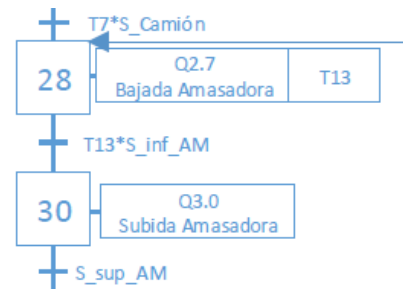 T7*S_Camión
28
Q2.7
Bajada Amasadora
T13
T13*S_inf_AM
30
Q3.0
Subida Amasadora
S_sup_AM